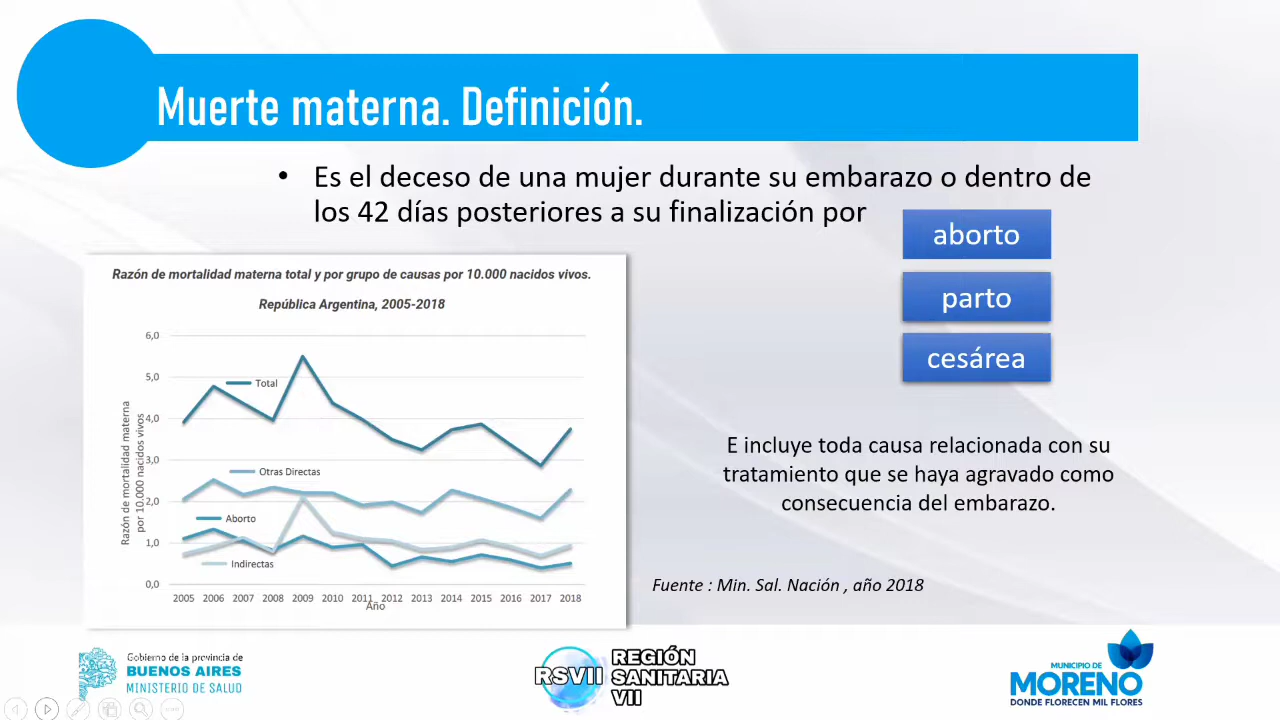 Muerte materna. Definición.
• Es el deceso de una mujer durante su embarazo o dentro de
los 42 días posteriores a su finalización por
aborto
parto
cesárea
Razón de mortalidad materna total y por grupo de causas por 10.000 nacidos vivos.
República Argentina, 2005-2018
Razón de mortalidad materna
por 10.000 nacidos vivos
6,0
5,0
4,0
3,0
2,0
1,0
0,0
Total
Otras Directas
Aborto
Indirectas
2005 2006 2007 2008 2009 2010 2011 2012 2013 2014 2015 2016 2017 2018
Año
E incluye toda causa relacionada con su
tratamiento que se haya agravado como
consecuencia del embarazo.
Fuente : Min. Sal. Nación , año 2018
Gobierno de la provincia de
BUENOS AIRES
MINISTERIO DE SALUD
RSVII
REGIÓN
SANITARIA
VII
MUNICIPIO DE
MORENO
DONDE FLORECEN MIL FLORES